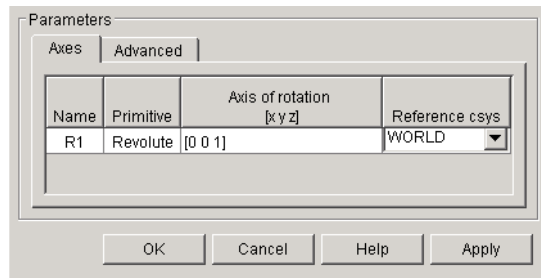 Parameters
Axes Advanced
Name Primitive Axis of rotation [x y z] Reference csys
R1 Revolute [0 0 1] WORLD
OK Cancel Help Apply